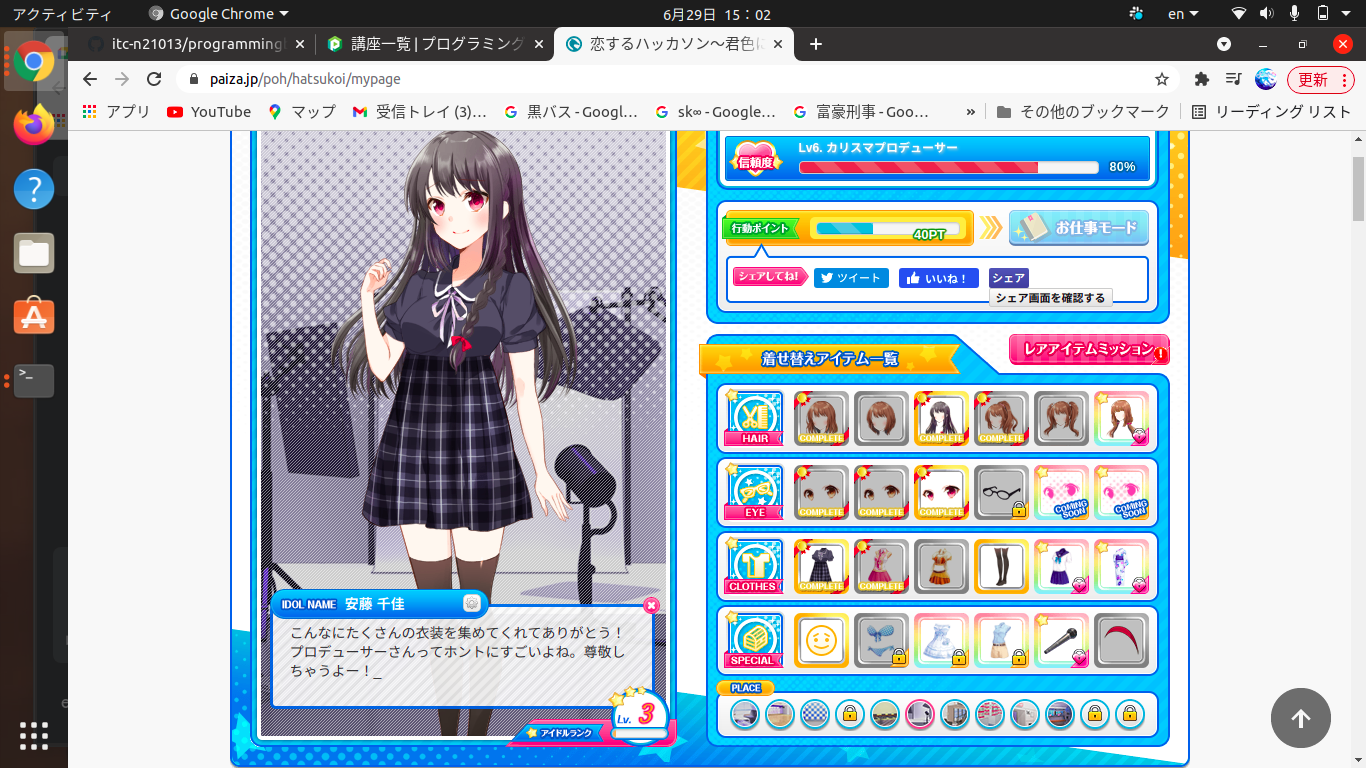 アクティビティ
Google Chrome
6月29日 15：02
en
itc-n21013/programming
講座一覧 | プログラミング
恋するハッカソン～君色に
paiza.jp/poh/hatsukoi/mypage
更新
アプリ
YouTube
マップ
受信トレイ (3)…
黒バス - Googl…
sk∞ - Google…
富豪刑事 - Goo…
»
その他のブックマーク
リーディング リスト
信頼度
Lv6. カリスマプロデューサー
80%
行動ポイント
40PT
お仕事モード
シェアしてね!
ツイート
いいね！
シェア
シェア画面を確認する
着せ替えアイテム一覧
レアアイテムミッション
HAIR
COMPLETE
COMPLETE
COMPLETE
EYE
COMPLETE
COMPLETE
COMPLETE
COMING SOON
COMING SOON
CLOTHES
COMPLETE
COMPLETE
SPECIAL
PLACE
IDOL NAME 安藤 千佳
こんなにたくさんの衣装を集めてくれてありがとう！
プロデューサーさんってホントにすごいよね。尊敬し
ちゃうよー！_
Lv. 3
アイドルランク